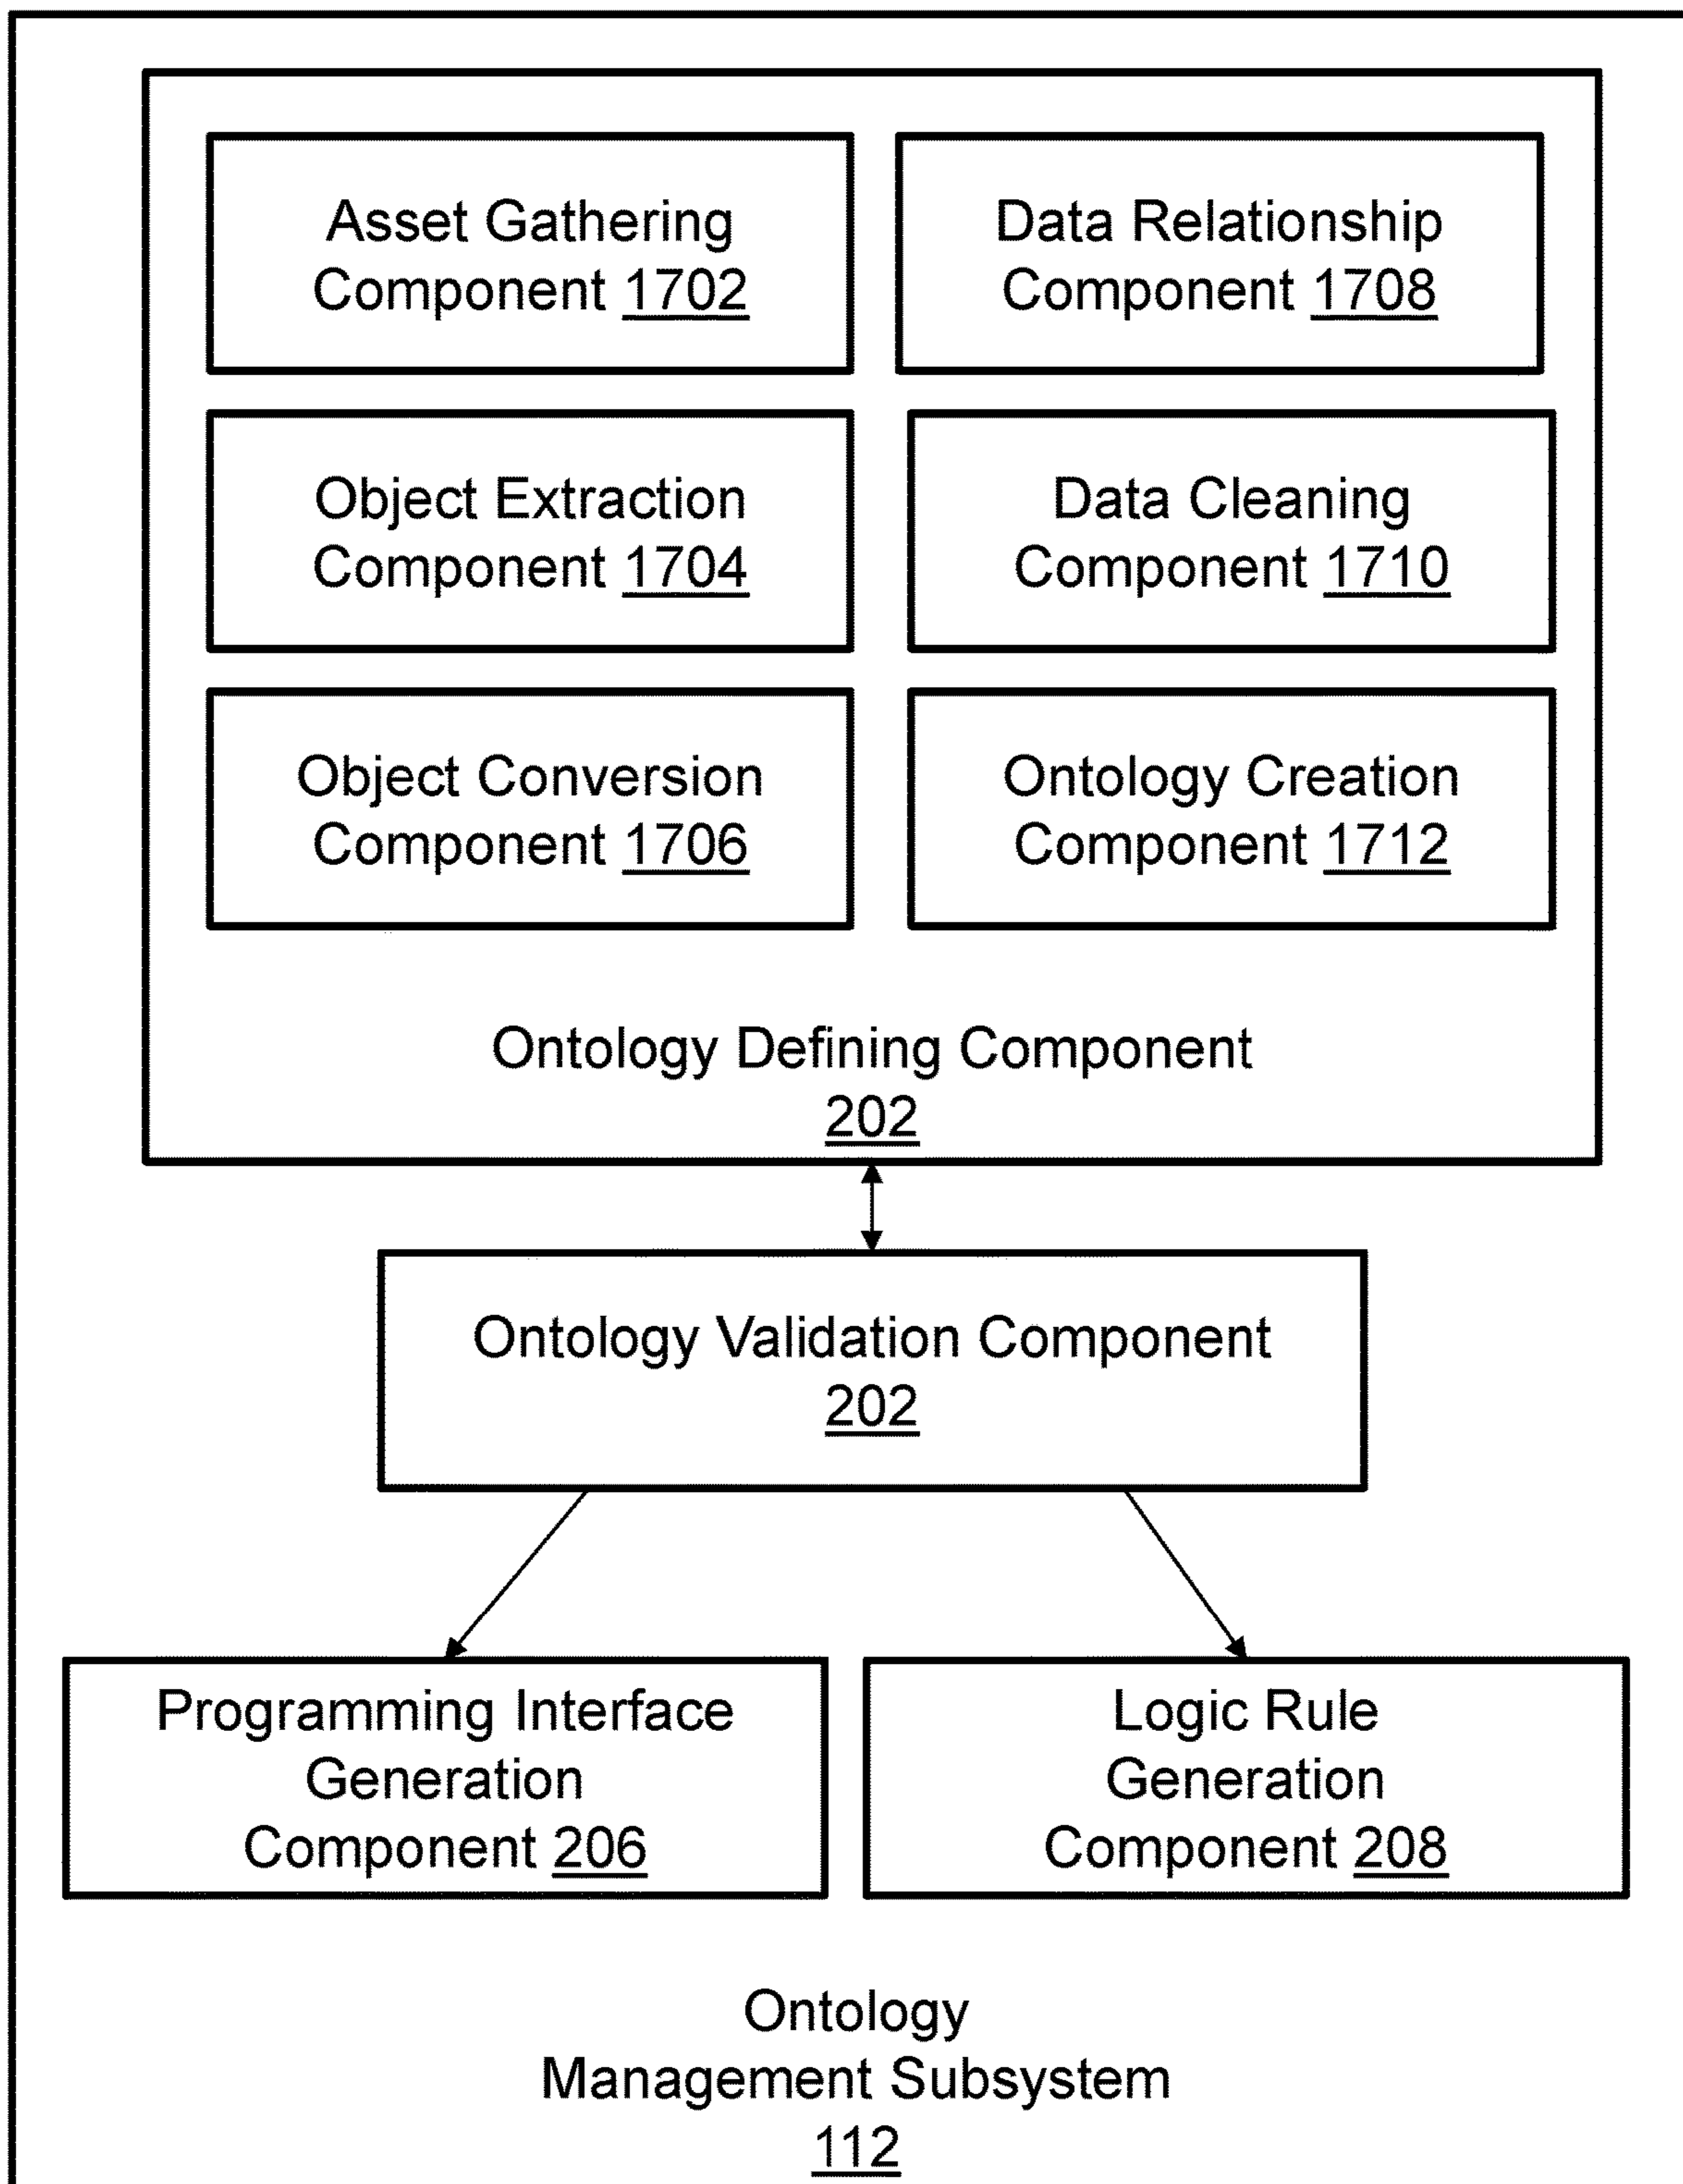 Asset Gathering
Component 1702
Data Relationship
Component 1708
Object Extraction
Component 1704
Data Cleaning
Component 1710
Object Conversion
Component 1706
Ontology Creation
Component 1712
Ontology Defining Component
202
Ontology Validation Component
202
Programming Interface
Generation
Component 206
Logic Rule
Generation
Component 208
Ontology
Management Subsystem
112